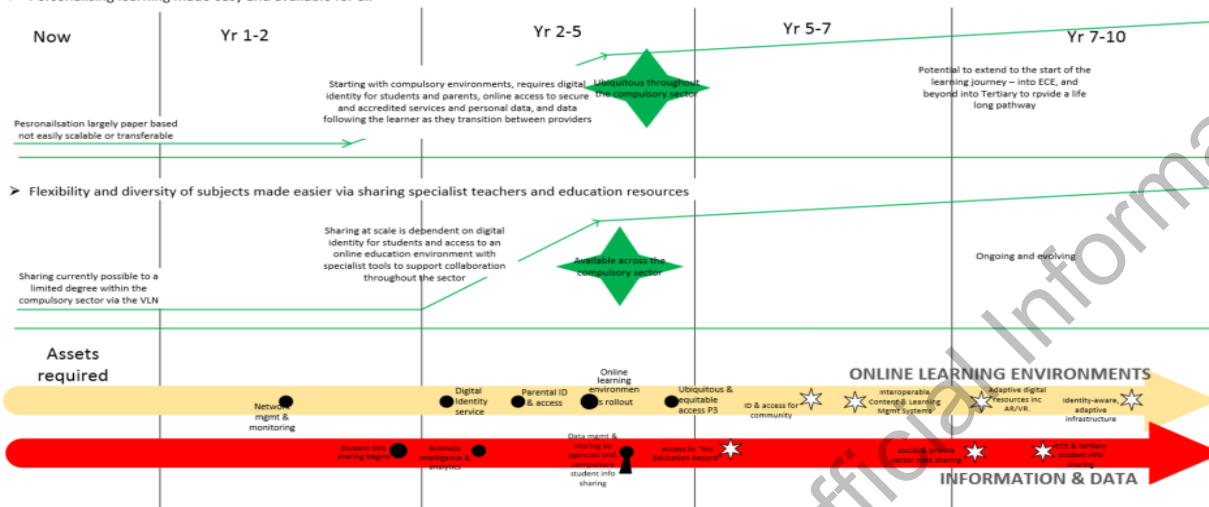 Now
Yr 1-2
Yr 2-5
Yr 5-7
Yr 7-10
Pesronailsation largely paper based
not easily scalable or transferable
Starting with compulsory environments, requires digital
identity for students and parents, online access to secure
and accredited services and personal data, and data
following the learner as they transition between providers
Ubiquitous throughout
the compulsory sector
Potential to extend to the start of the
learning journey – into ECE, and
beyond into Tertiary to rpvide a life
long pathway
➤ Flexibility and diversity of subjects made easier via sharing specialist teachers and education resources
Sharing currently possible to a
limited degree within the
compulsory sector via the VLN
Sharing at scale is dependent on digital
identity for students and access to an
online education environment with
specialist tools to support collaboration
throughout the sector
Available across the
compulsory sector
Ongoing and evolving
Assets
required
ONLINE LEARNING ENVIRONMENTS
Network
mgmt &
monitoring
Digital
Identity
service
Parental ID
& access
Online
learning
environmen
s rollout
Ubiquitous &
equitable
access P3
ID & access for
community
Interoperable
Content & Learning
Mgmt Systems
Adaptive digital
resources inc
AR/VR.
Identity-aware,
adaptive
infrastructure
Student info
sharing begins
Business
Intelligence &
analytics
Data mgmt &
sharing by
agencies and,
compulsory
student info
sharing
Access to "My
Education Record"
Social & private
sector data sharing
ECE & tertiary
student info
sharing
INFORMATION & DATA
fficial Informa